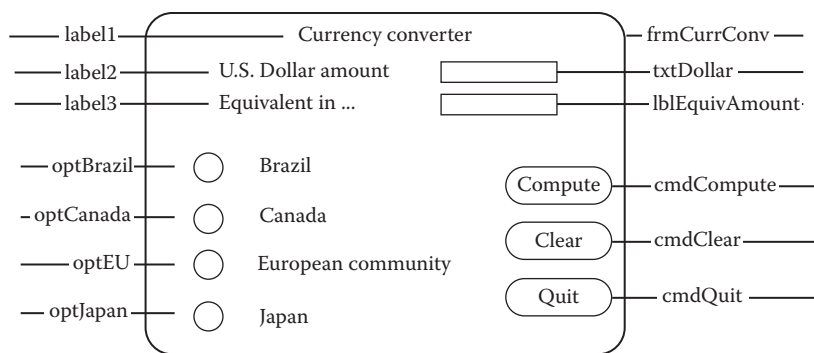 label1 Currency converter frmCurrConv
label2 U.S. Dollar amount txtDollar
label3 Equivalent in ... lblEquivAmount
optBrazil Brazil
Compute cmdCompute
optCanada Canada
Clear cmdClear
optEU European community
Quit cmdQuit
optJapan Japan